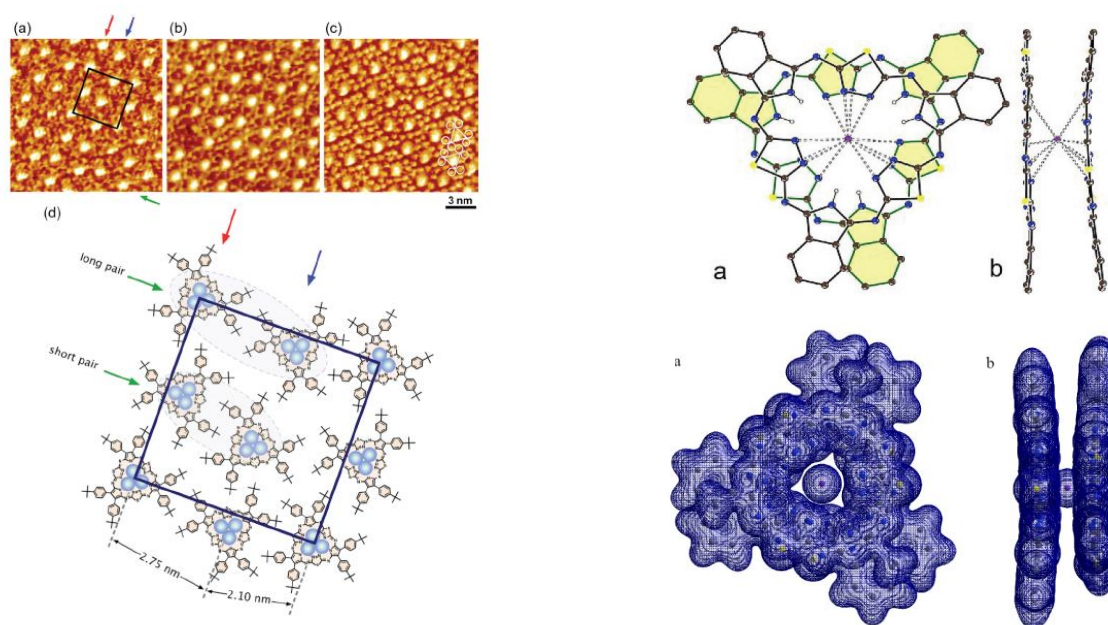 (a)
(b)
(c)
3 nm
(d)
long pair
short pair
2.75 nm
2.10 nm
a
b
a
b